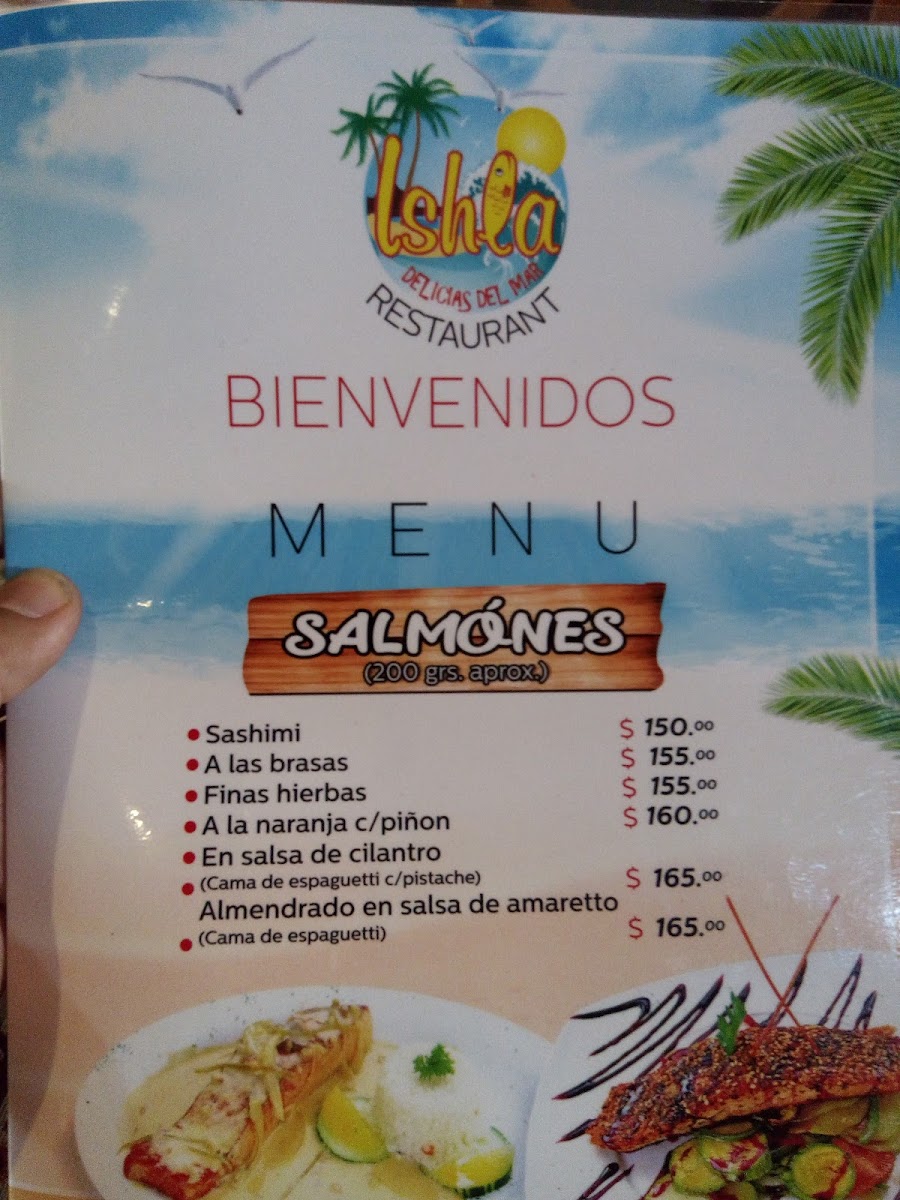 Ishla
DELICIAS DEL MAR
RESTAURANT
BIENVENIDOS
MENU
SALMÓNES
(200 grs. aprox.)
• Sashimi $ 150.00
• A las brasas $ 155.00
• Finas hierbas $ 155.00
• A la naranja c/piñon $ 160.00
• En salsa de cilantro
• (Cama de espaguetti c/pistache) $ 165.00
Almendrado en salsa de amaretto
• (Cama de espaguetti) $ 165.00